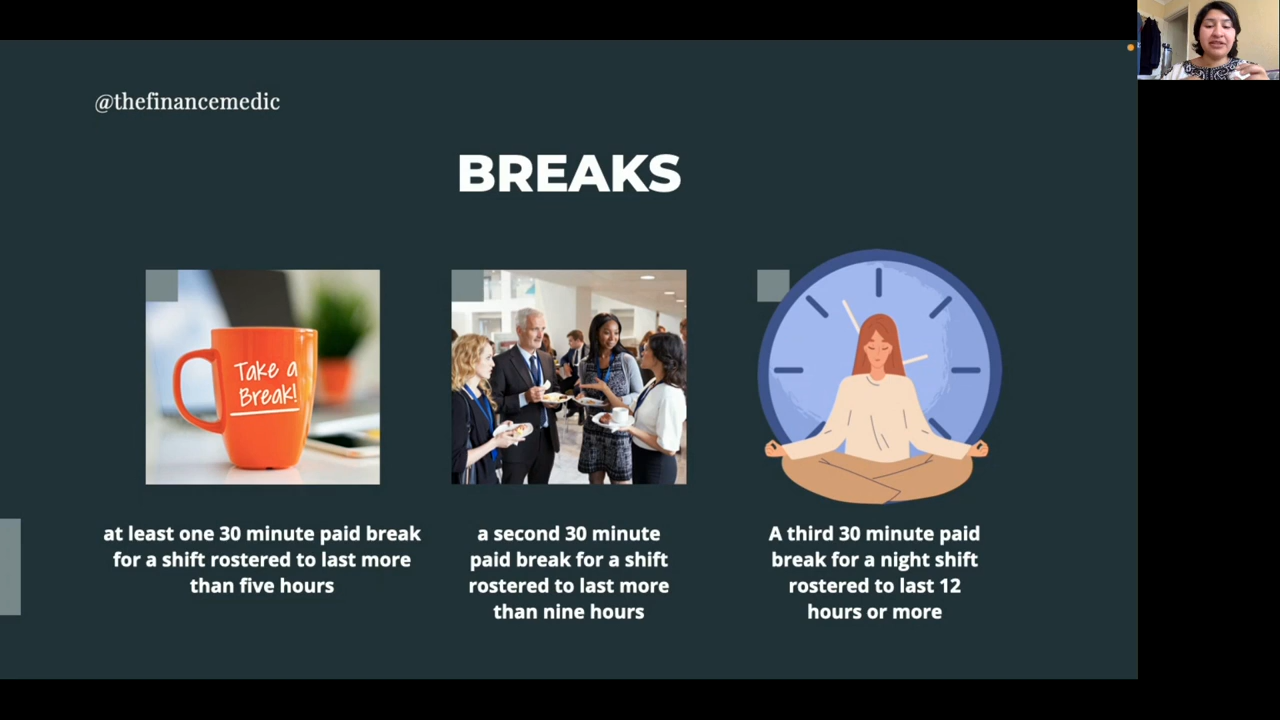 @thefinancemedic
BREAKS
Take a
Break!
at least one 30 minute paid break
for a shift rostered to last more
than five hours
a second 30 minute
paid break for a shift
rostered to last more
than nine hours
A third 30 minute paid
break for a night shift
rostered to last 12
hours or more